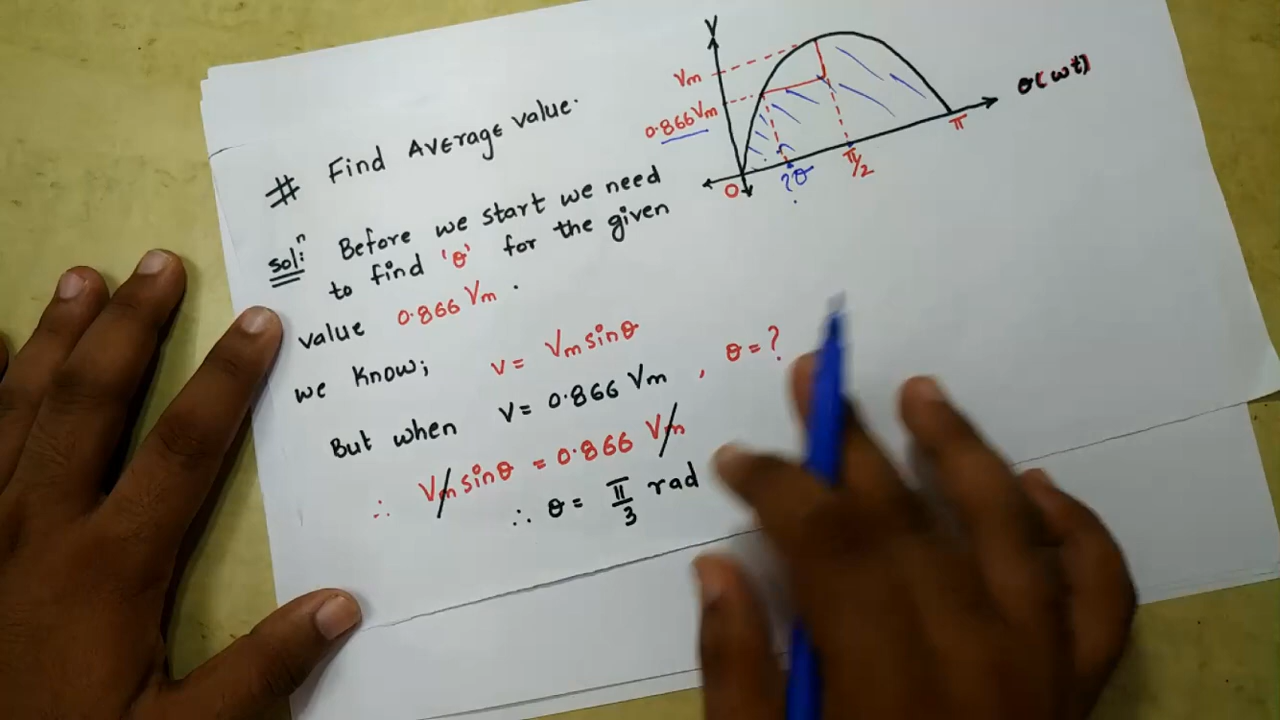 # Find Average value.
solⁿ: Before we start we need
to find 'θ' for the given
value 0.866 Vm.
we know; v = Vm sinθ
But when v = 0.866 Vm, θ = ?
∴ Vm sinθ = 0.866 Vm
∴ θ = π/3 rad
V
Vm
0.866Vm
0
?θ
π/2
π
θ(ωt)